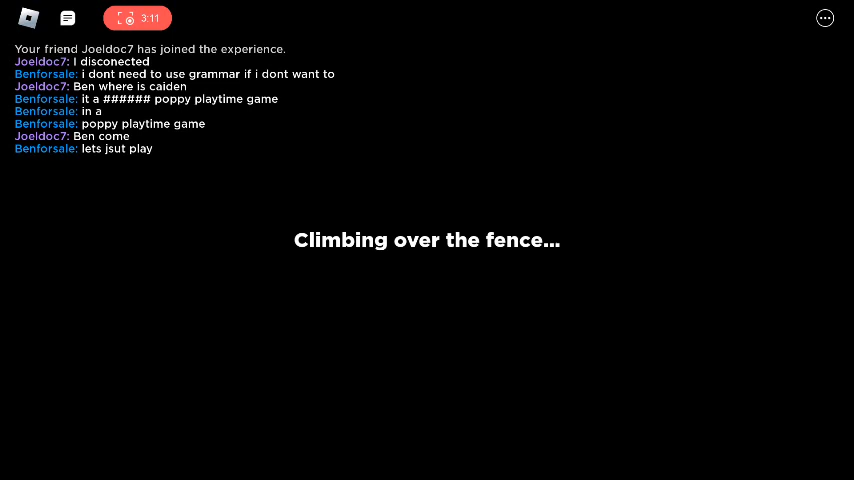 3:11
Your friend Joeldoc7 has joined the experience.
Joeldoc7: I disconected
Benforsale: i dont need to use grammar if i dont want to
Joeldoc7: Ben where is caiden
Benforsale: it a ###### poppy playtime game
Benforsale: in a
Benforsale: poppy playtime game
Joeldoc7: Ben come
Benforsale: lets jsut play
Climbing over the fence...